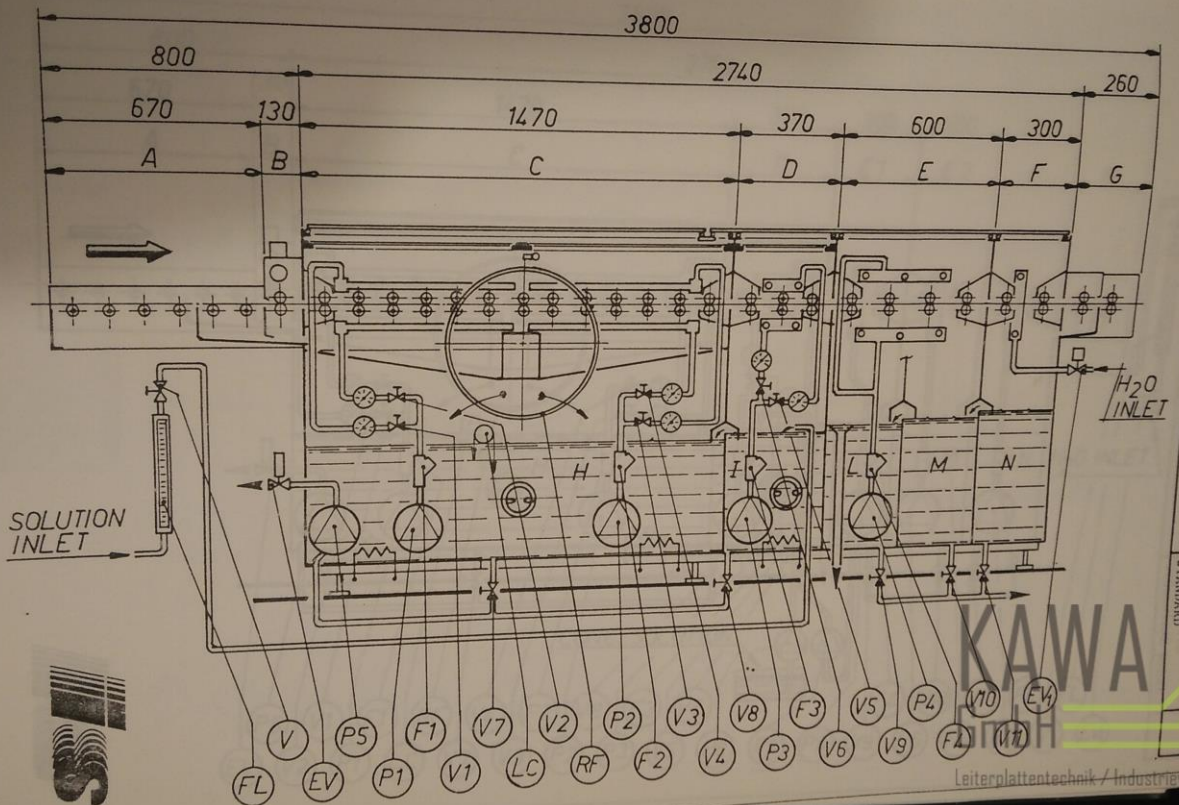 3800
800 2740 260
670 130 1470 370 600 300
A B C D E F G
H2O
INLET
H I L M N
SOLUTION
INLET
V P5 F1 V7 V2 P2 V3 V8 F3 V5 P4 V10 EV1
FL EV P1 V1 LC RF F2 V4 P3 V6 V9 F4 V11
KAWA
GmbH
Leiterplattentechnik / Industrie